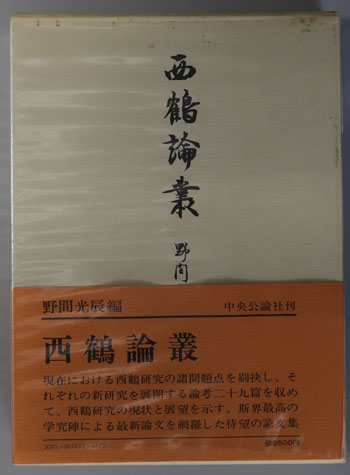 西鶴論叢
野間
野間光辰編
中央公論社刊
西鶴論叢
現在における西鶴研究の諸問題点を剔抉し、そ
れぞれの新研究を展開する論考二十九篇を収め
て、西鶴研究の現状と展望を示す。斯界最高の
学究陣による最新論文を網羅した待望の論文集